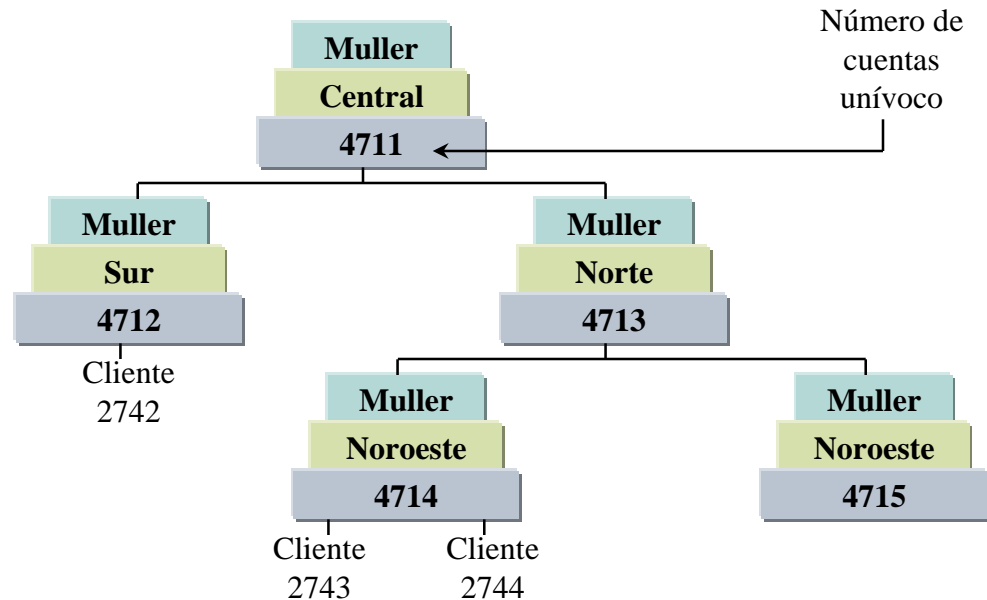 Muller
Central
4711
Número de
cuentas
unívoco
Muller
Sur
4712
Cliente
2742
Muller
Norte
4713
Muller
Noroeste
4714
Cliente
2743
Cliente
2744
Muller
Noroeste
4715